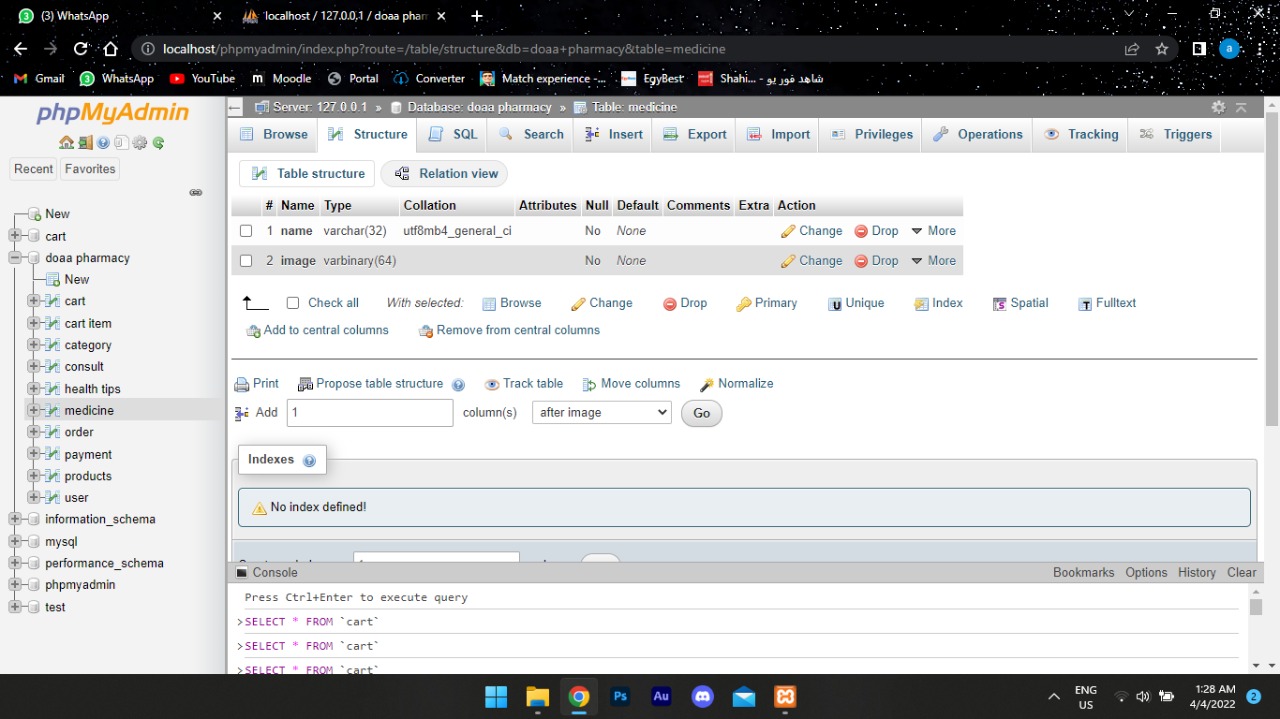 (3) WhatsApp
localhost / 127.0.0.1 / doaa phar
localhost/phpmyadmin/index.php?route=/table/structure&db=doaa+pharmacy&table=medicine
a
Gmail WhatsApp YouTube Moodle Portal Converter Match experience -... EgyBest Shahi... - شاهد فور يو
phpMyAdmin
Recent Favorites
New
cart
doaa pharmacy
New
cart
cart item
category
consult
health tips
medicine
order
payment
products
user
information_schema
mysql
performance_schema
phpmyadmin
test
Server: 127.0.0.1 » Database: doaa pharmacy » Table: medicine
Browse Structure SQL Search Insert Export Import Privileges Operations Tracking Triggers
Table structure Relation view
# Name Type Collation Attributes Null Default Comments Extra Action
1 name varchar(32) utf8mb4_general_ci No None Change Drop More
2 image varbinary(64) No None Change Drop More
Check all With selected: Browse Change Drop Primary Unique Index Spatial Fulltext
Add to central columns Remove from central columns
Print Propose table structure Track table Move columns Normalize
Add 1 column(s) after image Go
Indexes
No index defined!
Console Bookmarks Options History Clear
Press Ctrl+Enter to execute query
>SELECT * FROM `cart`
>SELECT * FROM `cart`
>SELECT * FROM `cart`
Ps Au
ENG
US
1:28 AM
4/4/2022
2